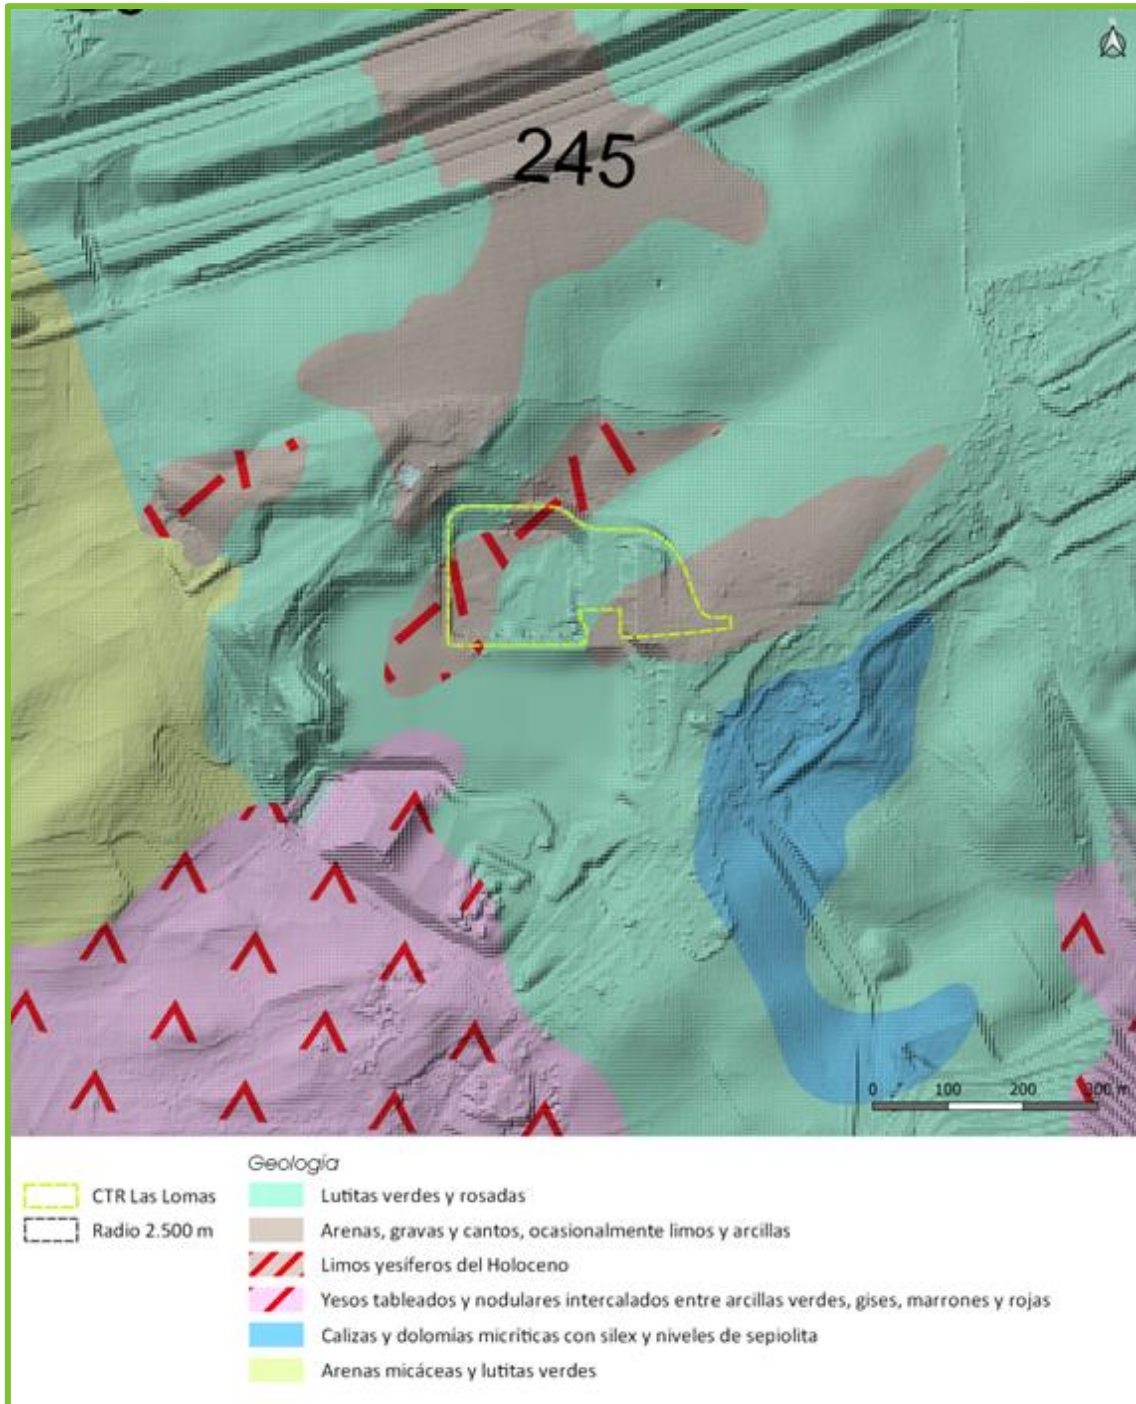 245
0 100 200 300 m
Geología
CTR Las Lomas
Radio 2.500 m
Lutitas verdes y rosadas
Arenas, gravas y cantos, ocasionalmente limos y arcillas
Limos yesíferos del Holoceno
Yesos tableados y nodulares intercalados entre arcillas verdes, gises, marrones y rojas
Calizas y dolomías micríticas con silex y niveles de sepiolita
Arenas micáceas y lutitas verdes